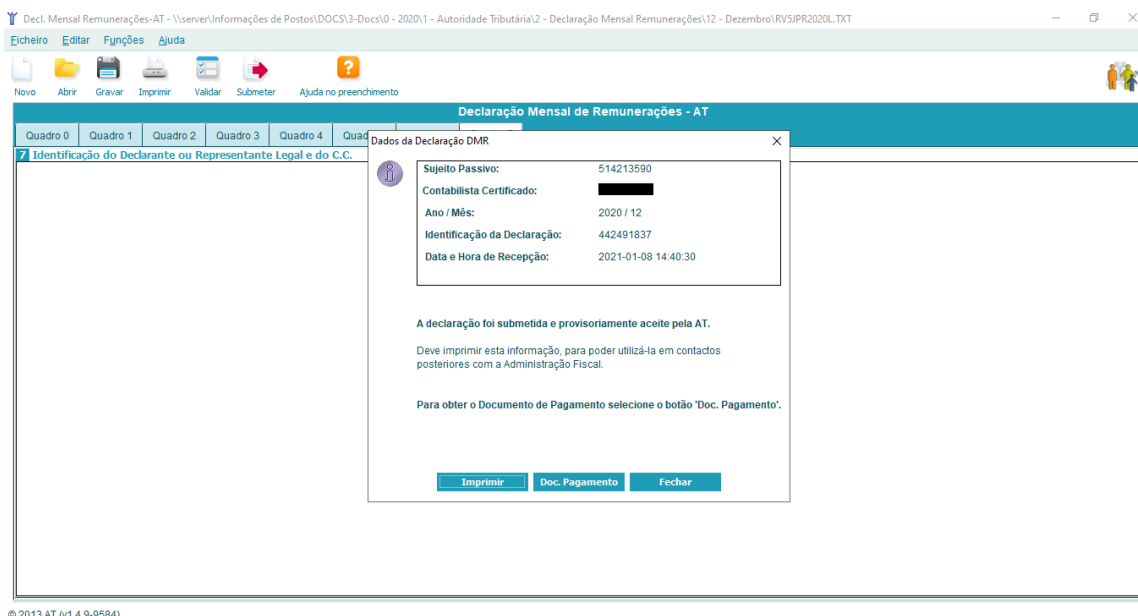 Decl. Mensal Remunerações-AT - \\server\Informações de Postos\DOCS\3-Docs\0 - 2020\1 - Autoridade Tributária\2 - Declaração Mensal Remunerações\12 - Dezembro\RV5JPR2020L.TXT
Ficheiro Editar Funções Ajuda
Novo Abrir Gravar Imprimir Validar Submeter Ajuda no preenchimento
Declaração Mensal de Remunerações - AT
Quadro 0 Quadro 1 Quadro 2 Quadro 3 Quadro 4
7 Identificação do Declarante ou Representante Legal e do C.C.
Dados da Declaração DMR
Sujeito Passivo: 514213590
Contabilista Certificado:
Ano / Mês: 2020 / 12
Identificação da Declaração: 442491837
Data e Hora de Recepção: 2021-01-08 14:40:30
A declaração foi submetida e provisoriamente aceite pela AT.
Deve imprimir esta informação, para poder utilizá-la em contactos
posteriores com a Administração Fiscal.
Para obter o Documento de Pagamento selecione o botão 'Doc. Pagamento'.
Imprimir Doc. Pagamento Fechar
© 2013 AT (v1.4.9-9584)